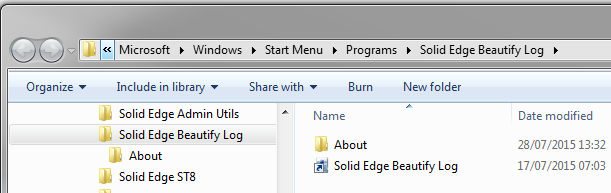 « Microsoft Windows Start Menu Programs Solid Edge Beautify Log
Organize Include in library Share with Burn New folder
Solid Edge Admin Utils
Solid Edge Beautify Log
About
Solid Edge ST8
Name Date modified
About 28/07/2015 13:32
Solid Edge Beautify Log 17/07/2015 07:03